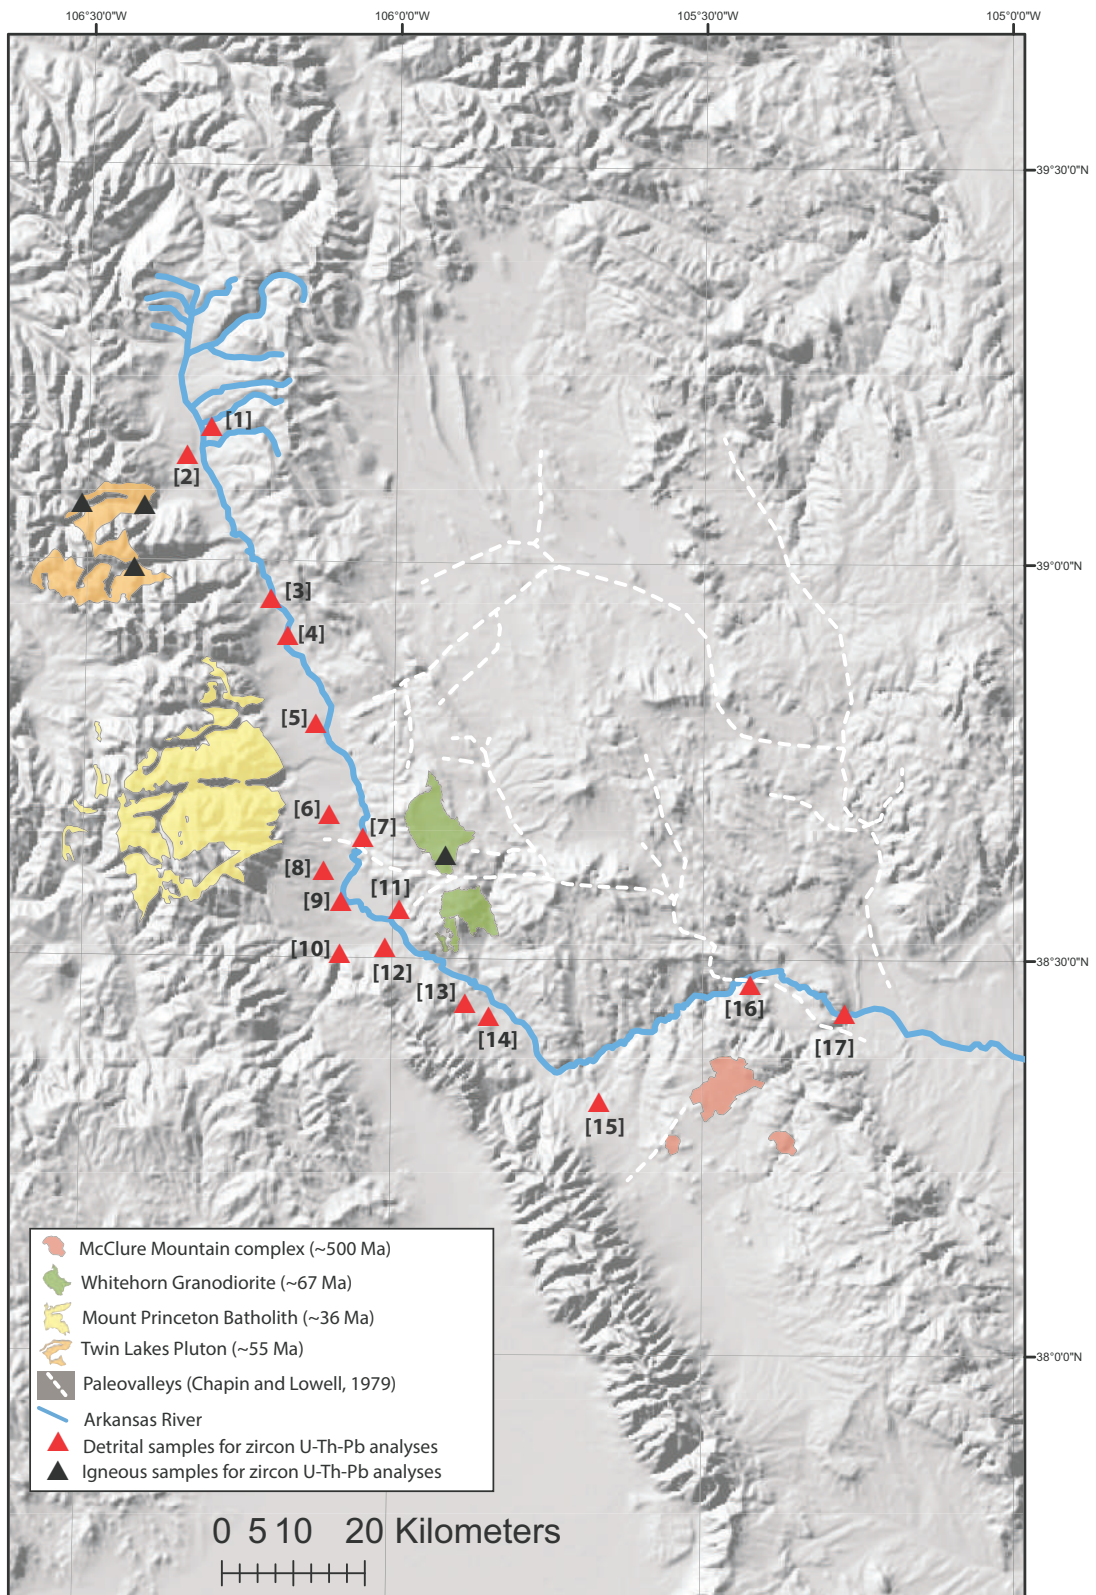 106°30'0"W
106°0'0"W
105°30'0"W
105°0'0"W
39°30'0"N
[1]
[2]
39°0'0"N
[3]
[4]
[5]
[6]
[7]
[8]
[9]
[11]
[10]
[12]
38°30'0"N
[13]
[14]
[16]
[17]
[15]
McClure Mountain complex (~500 Ma)
Whitehorn Granodiorite (~67 Ma)
Mount Princeton Batholith (~36 Ma)
Twin Lakes Pluton (~55 Ma)
38°0'0"N
Paleovalleys (Chapin and Lowell, 1979)
Arkansas River
Detrital samples for zircon U-Th-Pb analyses
Igneous samples for zircon U-Th-Pb analyses
0 5 10 20 Kilometers